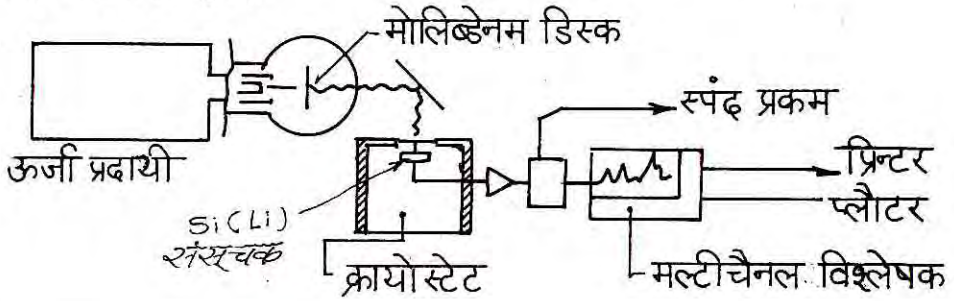 मोलिब्डेनम डिस्क
स्पंद प्रक्रम
ऊर्जा प्रदायी
प्रिन्टर
प्लौटर
Si(Li)
संसूचक
क्रायोस्टेट
मल्टीचैनल विश्लेषक